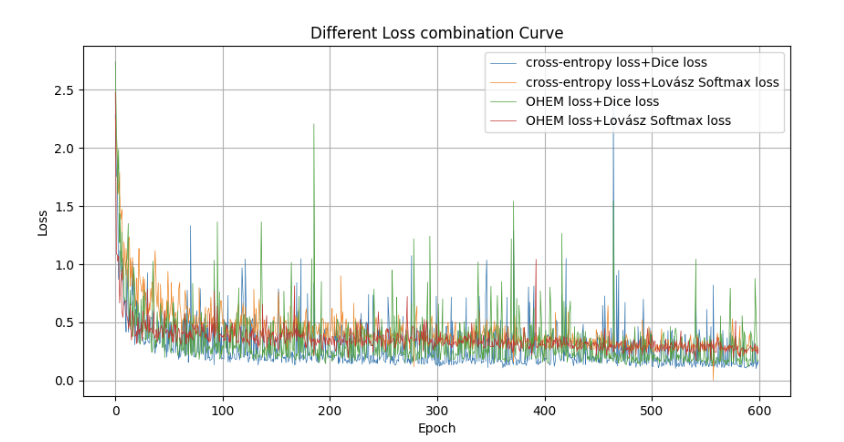 Different Loss combination Curve
cross-entropy loss+Dice loss
cross-entropy loss+Lovász Softmax loss
OHEM loss+Dice loss
OHEM loss+Lovász Softmax loss
2.5
2.0
1.5
1.0
0.5
0.0
Loss
0 100 200 300 400 500 600
Epoch